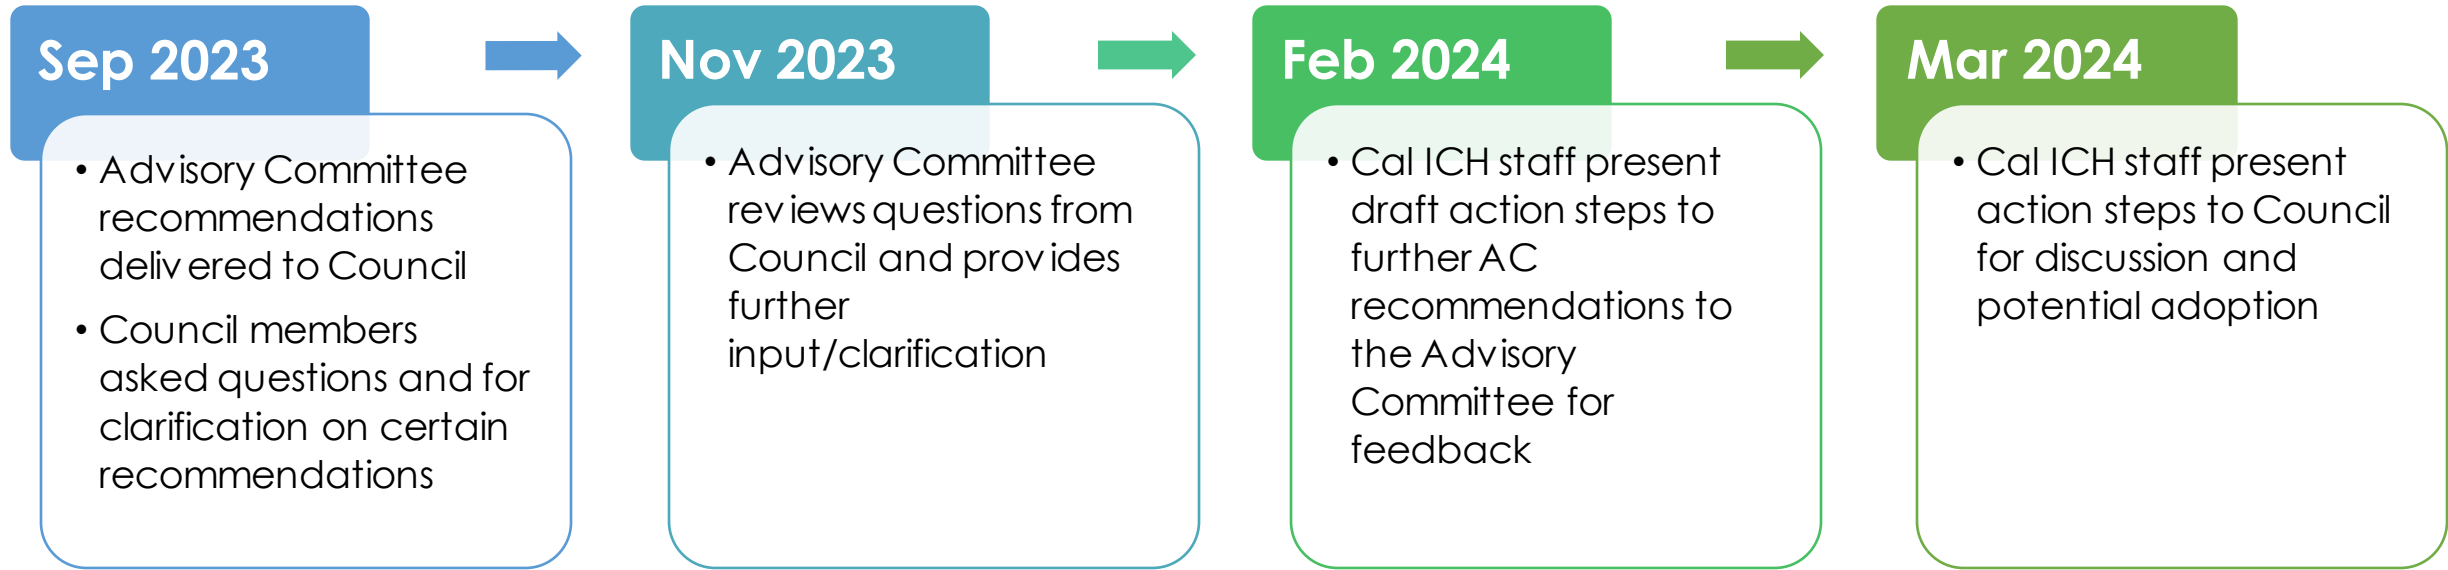 Sep 2023
• Advisory Committee
recommendations
delivered to Council
• Council members
asked questions and for
clarification on certain
recommendations
Nov 2023
• Advisory Committee
reviews questions from
Council and provides
further
input/clarification
Feb 2024
• Cal ICH staff present
draft action steps to
further AC
recommendations to
the Advisory
Committee for
feedback
Mar 2024
• Cal ICH staff present
action steps to Council
for discussion and
potential adoption